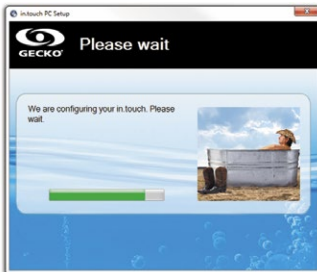 in.touch PC Setup
GECKO
Please wait
We are configuring your in.touch. Please
wait.